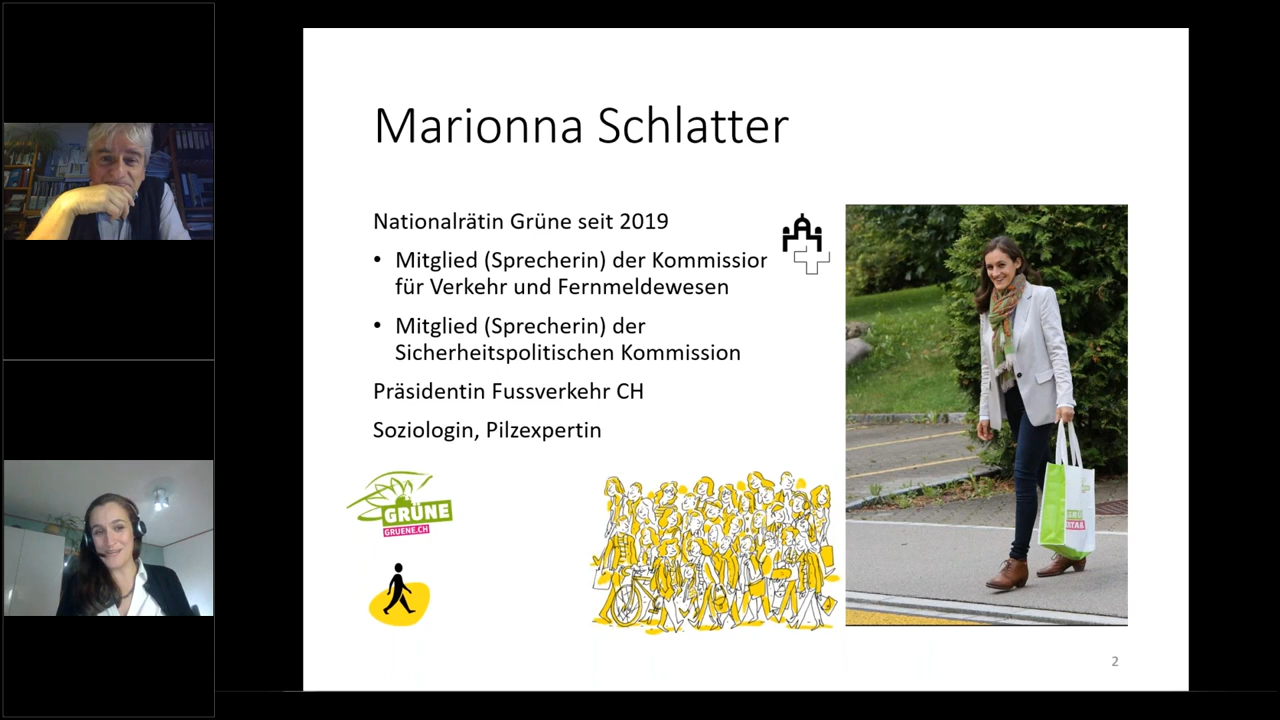 Marionna Schlatter
Nationalrätin Grüne seit 2019
• Mitglied (Sprecherin) der Kommission
für Verkehr und Fernmeldewesen
• Mitglied (Sprecherin) der
Sicherheitspolitischen Kommission
Präsidentin Fussverkehr CH
Soziologin, Pilzexpertin
GRÜNE
GRUENE.CH
2